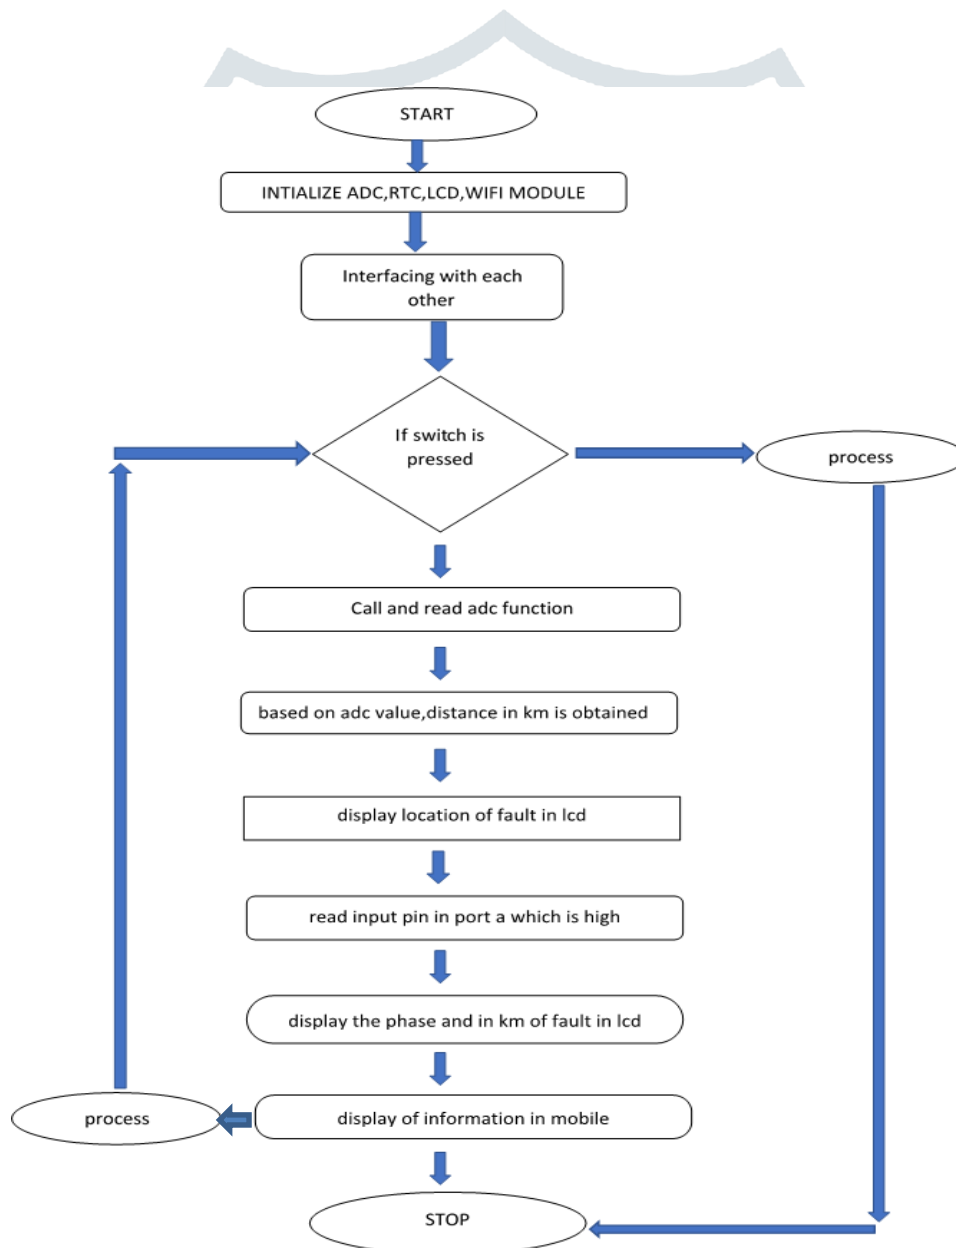 START
INTIALIZE ADC,RTC,LCD,WIFI MODULE
Interfacing with each
other
If switch is
pressed
process
Call and read adc function
based on adc value,distance in km is obtained
display location of fault in lcd
read input pin in port a which is high
display the phase and in km of fault in lcd
process
display of information in mobile
STOP